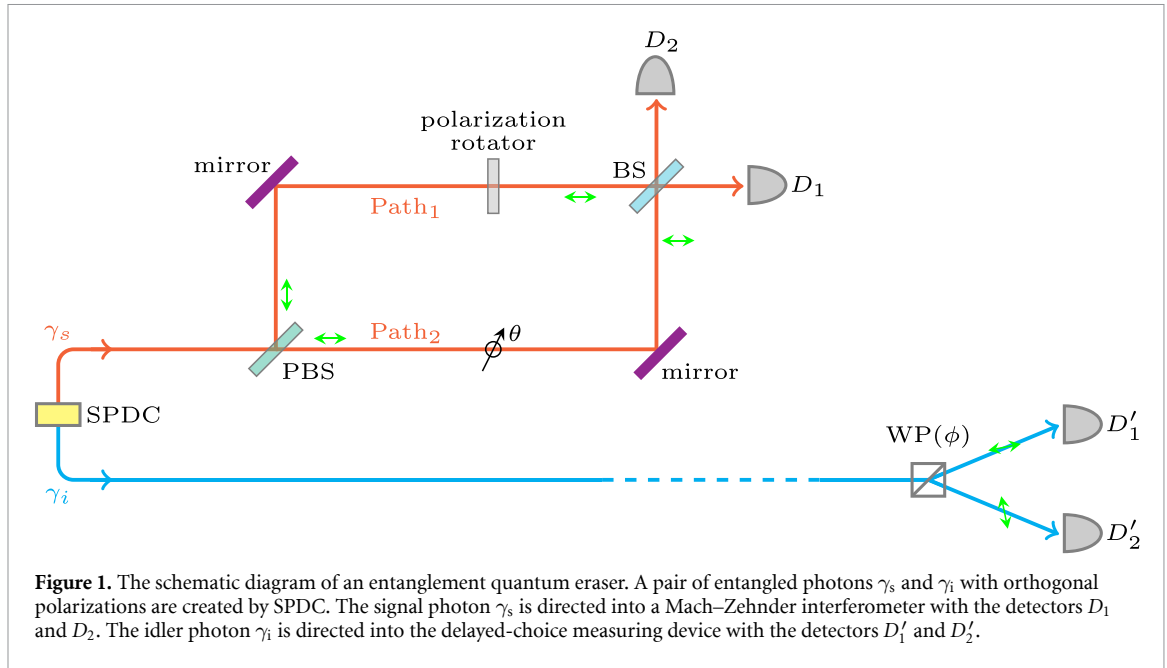 D₂
polarization
rotator
mirror
BS
D₁
Path₁
γₛ
Path₂
θ
PBS
mirror
SPDC
WP(ϕ)
D′₁
γᵢ
D′₂
Figure 1. The schematic diagram of an entanglement quantum eraser. A pair of entangled photons γₛ and γᵢ with orthogonal
polarizations are created by SPDC. The signal photon γₛ is directed into a Mach–Zehnder interferometer with the detectors D₁
and D₂. The idler photon γᵢ is directed into the delayed-choice measuring device with the detectors D′₁ and D′₂.